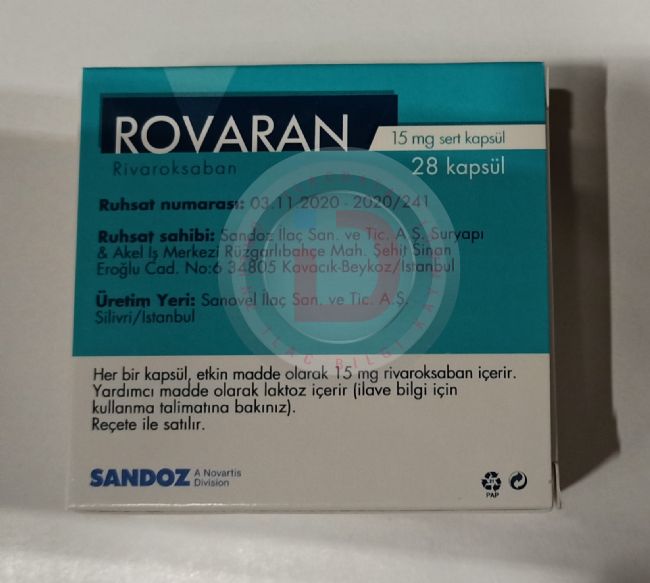 ROVARAN
15 mg sert kapsül
Rivaroksaban
28 kapsül
Ruhsat numarası: 03.11.2020 - 2020/241
Ruhsat sahibi: Sandoz İlaç San. ve Tic. A.Ş. Suryapı
& Akel İş Merkezi Rüzgarlıbahçe Mah. Şehit Sinan
Eroğlu Cad. No:6 34805 Kavacık-Beykoz/İstanbul
Üretim Yeri: Sanovel İlaç San. ve Tic. A.Ş.
Silivri/İstanbul
Her bir kapsül, etkin madde olarak 15 mg rivaroksaban içerir.
Yardımcı madde olarak laktoz içerir (ilave bilgi için
kullanma talimatına bakınız).
Reçete ile satılır.
SANDOZ A Novartis
Division
21
PAP